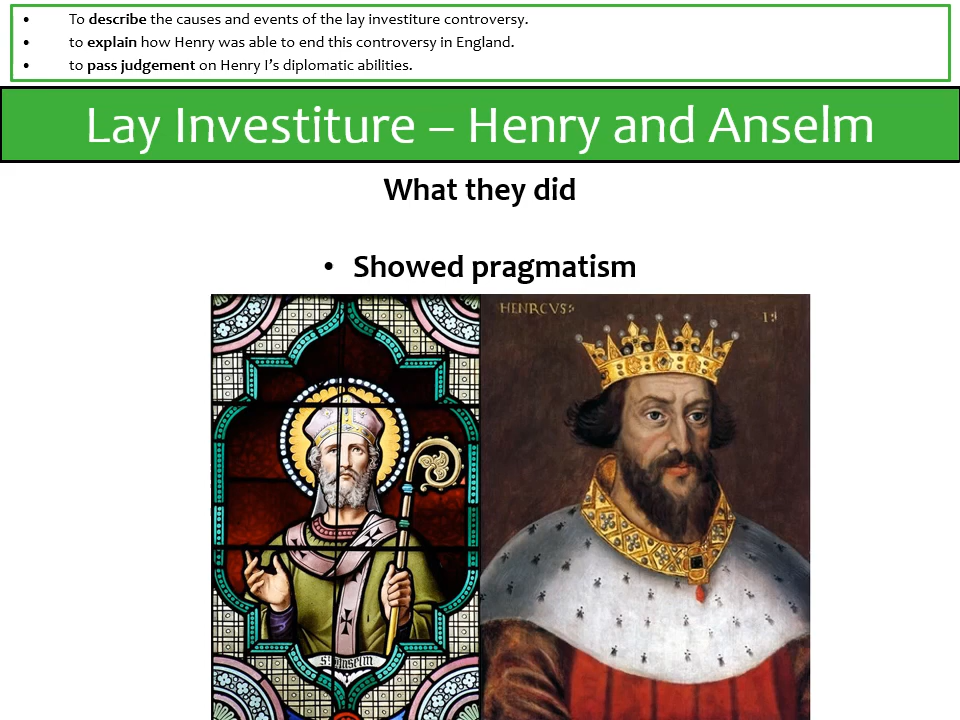 • To describe the causes and events of the lay investiture controversy.
• to explain how Henry was able to end this controversy in England.
• to pass judgement on Henry I’s diplomatic abilities.
Lay Investiture – Henry and Anselm
What they did
• Showed pragmatism
HENRCVS:
St Anselm